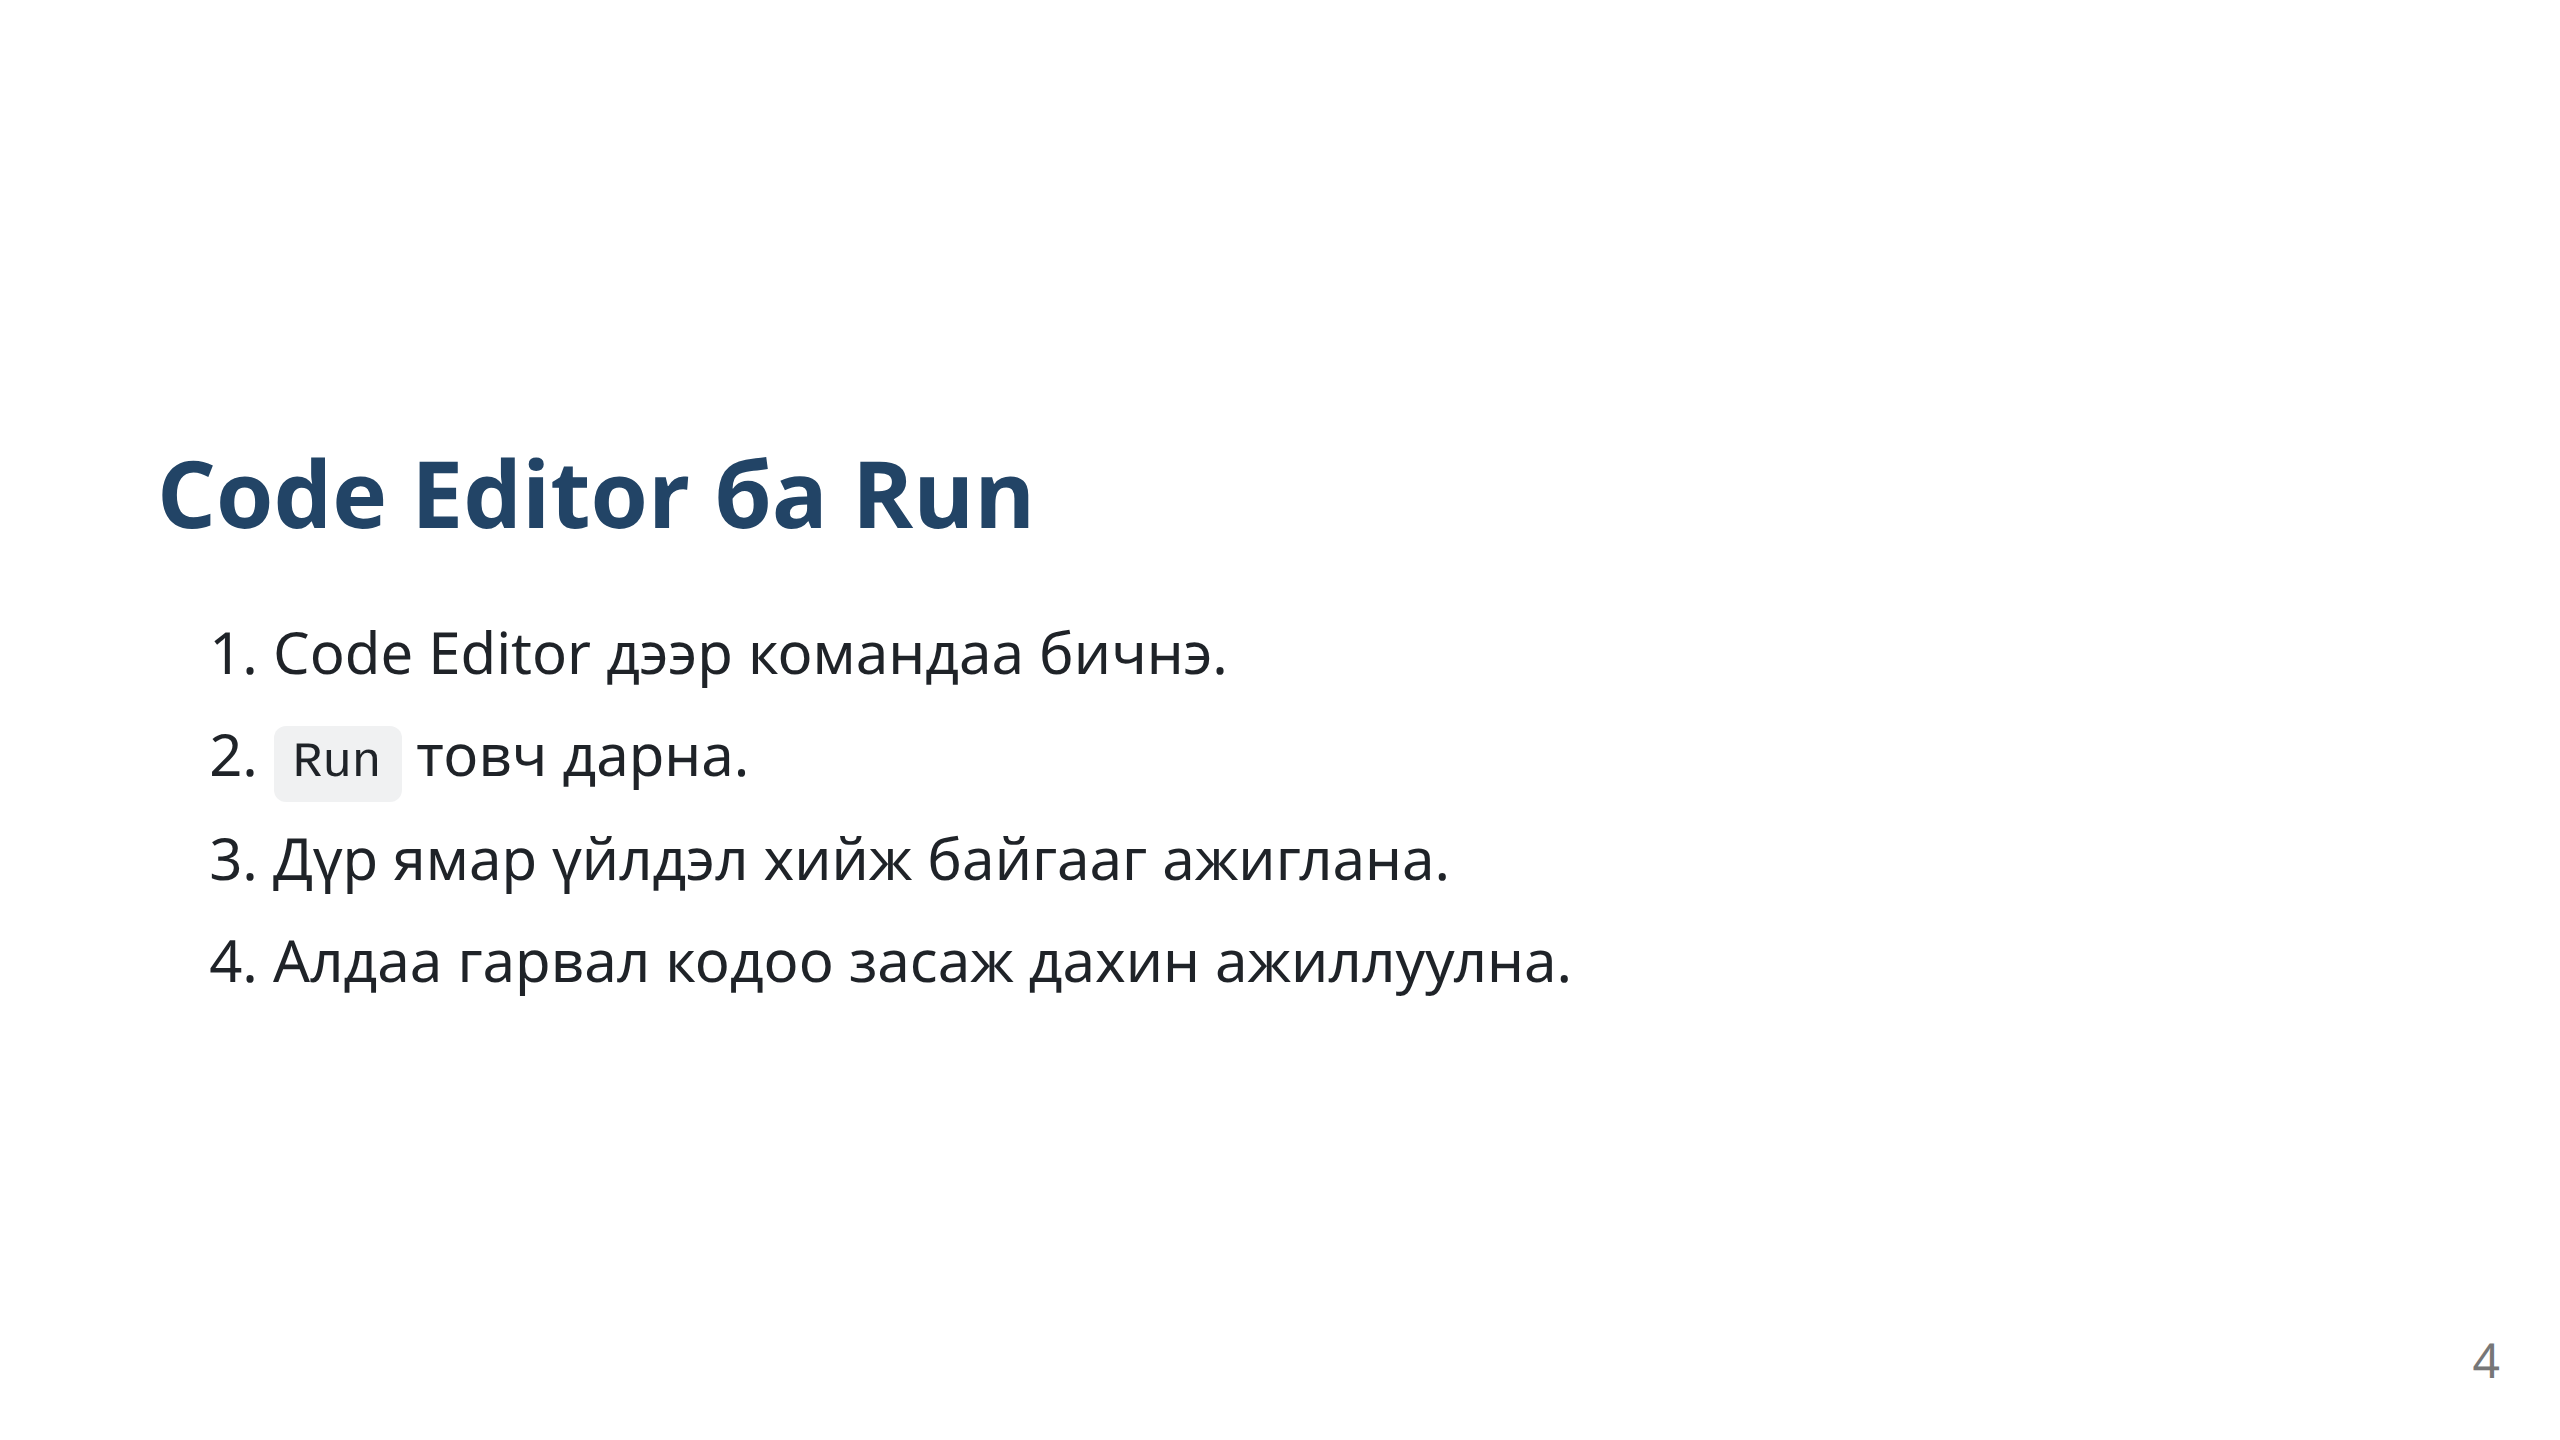 Code Editor ба Run
1. Code Editor дээр командаа бичнэ.
2. Run товч дарна.
3. Дүр ямар үйлдэл хийж байгааг ажиглана.
4. Алдаа гарвал кодоо засаж дахин ажиллуулна.
4